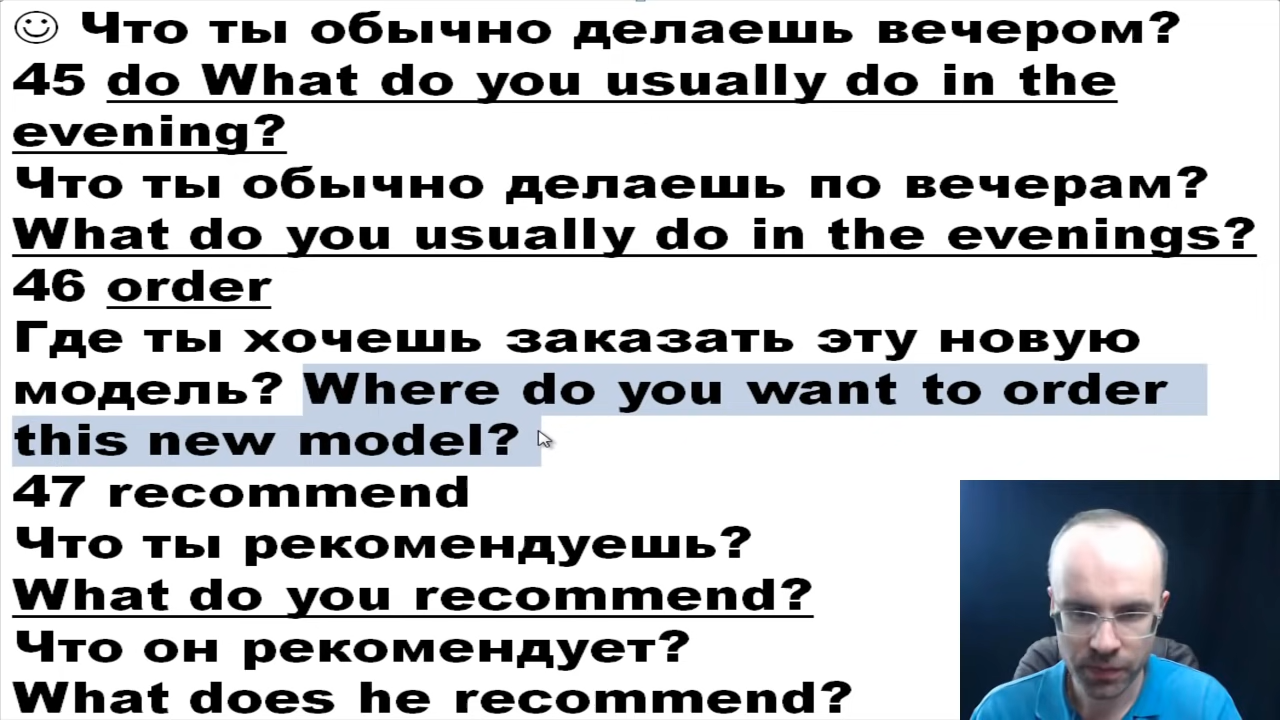 ☺ Что ты обычно делаешь вечером?
45 do What do you usually do in the
evening?
Что ты обычно делаешь по вечерам?
What do you usually do in the evenings?
46 order
Где ты хочешь заказать эту новую
модель? Where do you want to order
this new model?
47 recommend
Что ты рекомендуешь?
What do you recommend?
Что он рекомендует?
What does he recommend?